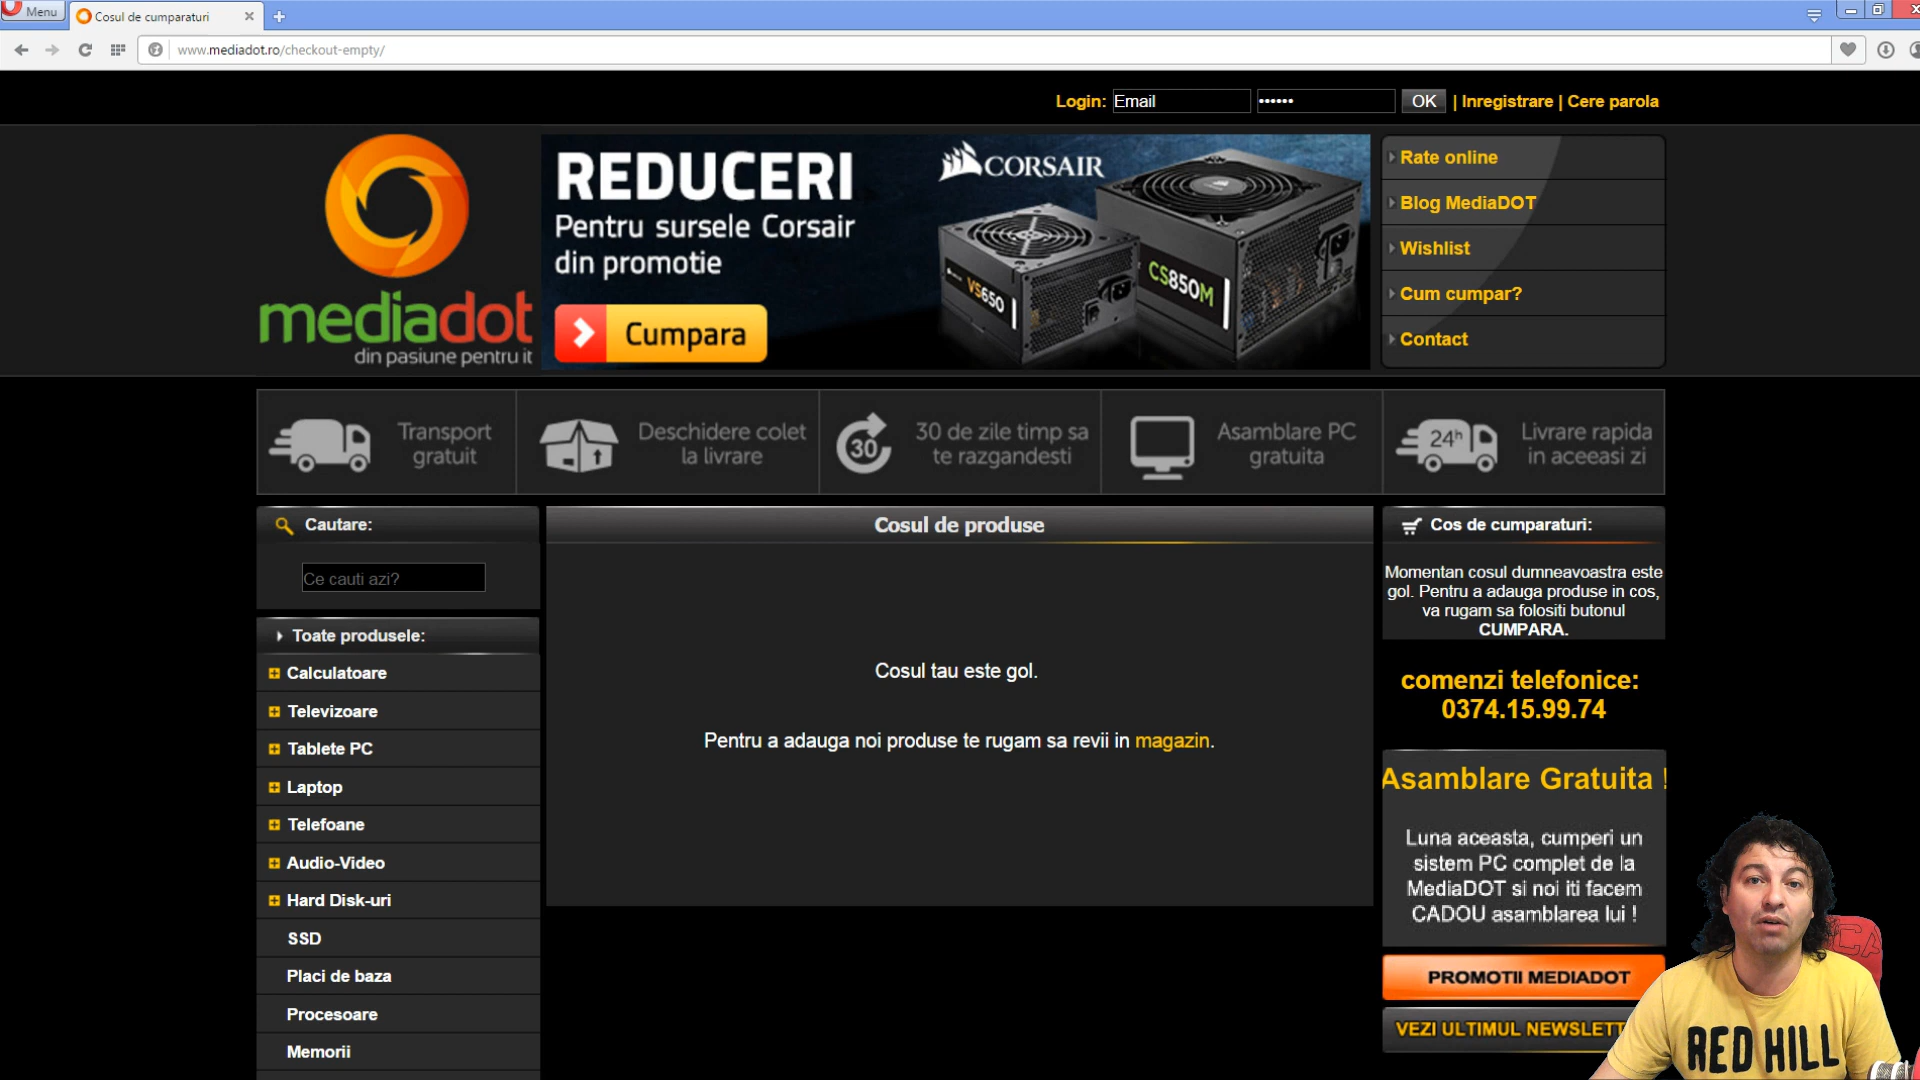 Menu
Cosul de cumparaturi
www.mediadot.ro/checkout-empty/
Login:
Email
••••••
OK
| Inregistrare | Cere parola
mediadot
din pasiune pentru it
REDUCERI
Pentru sursele Corsair
din promotie
Cumpara
CORSAIR
VS650
CS850M
Rate online
Blog MediaDOT
Wishlist
Cum cumpar?
Contact
Transport
gratuit
Deschidere colet
la livrare
30
30 de zile timp sa
te razgandesti
Asamblare PC
gratuita
24h
Livrare rapida
in aceeasi zi
Cautare:
Ce cauti azi?
Toate produsele:
Calculatoare
Televizoare
Tablete PC
Laptop
Telefoane
Audio-Video
Hard Disk-uri
SSD
Placi de baza
Procesoare
Memorii
Cosul de produse
Cosul tau este gol.
Pentru a adauga noi produse te rugam sa revii in magazin.
Cos de cumparaturi:
Momentan cosul dumneavoastra este
gol. Pentru a adauga produse in cos,
va rugam sa folositi butonul
CUMPARA.
comenzi telefonice:
0374.15.99.74
Asamblare Gratuita !
Luna aceasta, cumperi un
sistem PC complet de la
MediaDOT si noi iti facem
CADOU asamblarea lui !
PROMOTII MEDIADOT
VEZI ULTIMUL NEWSLETT
RED HILL